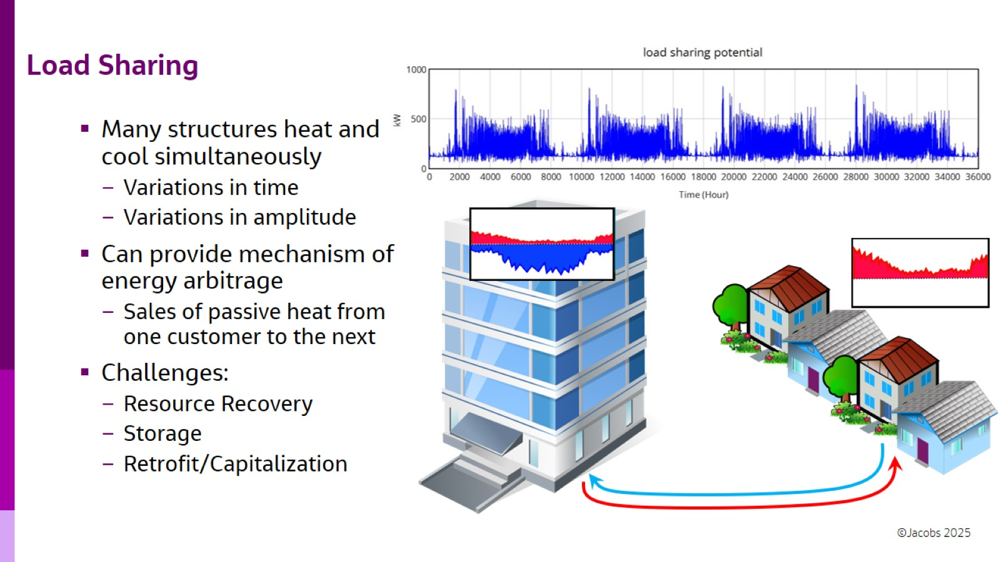 Load Sharing
Many structures heat and
cool simultaneously
– Variations in time
– Variations in amplitude
Can provide mechanism of
energy arbitrage
– Sales of passive heat from
one customer to the next
Challenges:
– Resource Recovery
– Storage
– Retrofit/Capitalization
load sharing potential
1000
500
0
kW
0 2000 4000 6000 8000 10000 12000 14000 16000 18000 20000 22000 24000 26000 28000 30000 32000 34000 36000
Time (Hour)
©Jacobs 2025